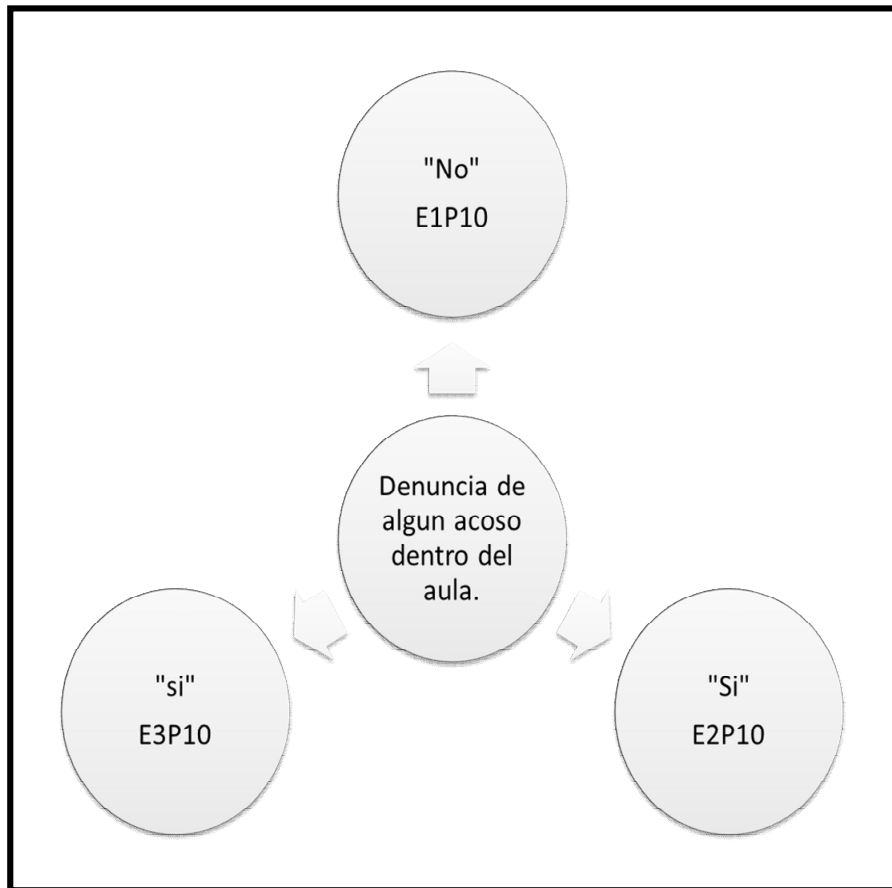 "No"
E1P10
Denuncia de
algun acoso
dentro del
aula.
"si"
E3P10
"Si"
E2P10